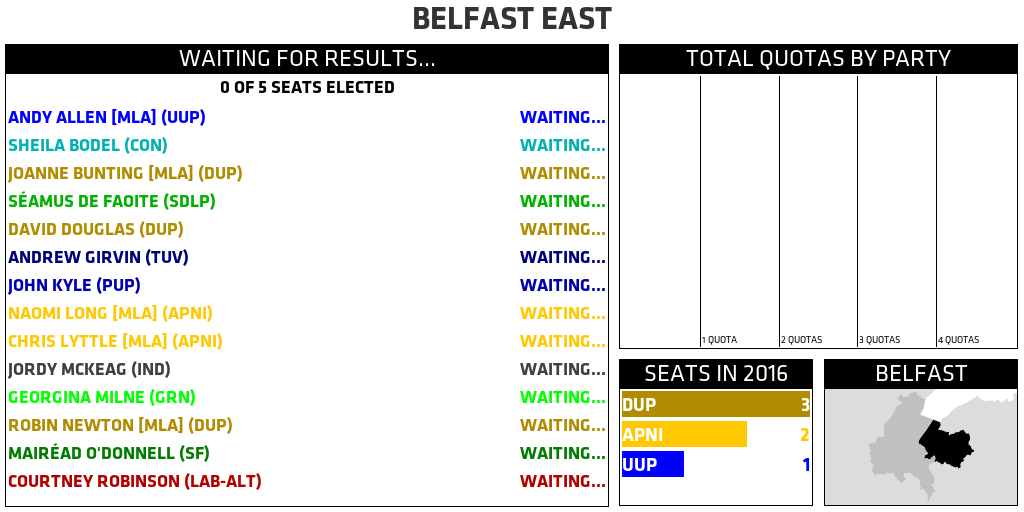 BELFAST EAST
WAITING FOR RESULTS...
0 OF 5 SEATS ELECTED
ANDY ALLEN [MLA] (UUP) WAITING...
SHEILA BODEL (CON) WAITING...
JOANNE BUNTING [MLA] (DUP) WAITING...
SÉAMUS DE FAOITE (SDLP) WAITING...
DAVID DOUGLAS (DUP) WAITING...
ANDREW GIRVIN (TUV) WAITING...
JOHN KYLE (PUP) WAITING...
NAOMI LONG [MLA] (APNI) WAITING...
CHRIS LYTTLE [MLA] (APNI) WAITING...
JORDY MCKEAG (IND) WAITING...
GEORGINA MILNE (GRN) WAITING...
ROBIN NEWTON [MLA] (DUP) WAITING...
MAIRÉAD O'DONNELL (SF) WAITING...
COURTNEY ROBINSON (LAB-ALT) WAITING...
TOTAL QUOTAS BY PARTY
1 QUOTA 2 QUOTAS 3 QUOTAS 4 QUOTAS
SEATS IN 2016
DUP 3
APNI 2
UUP 1
BELFAST